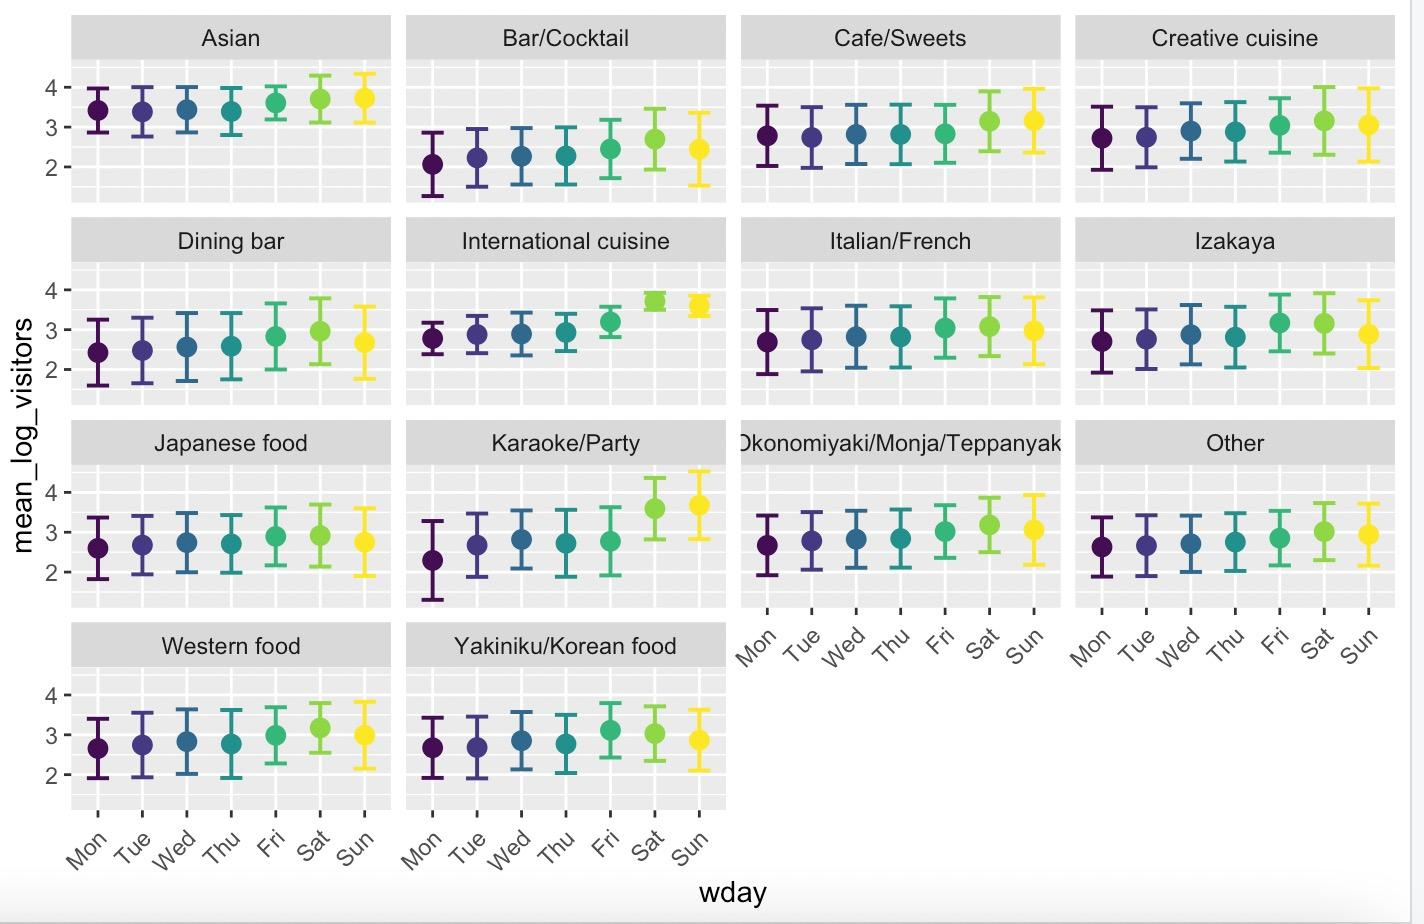 Asian
Bar/Cocktail
Cafe/Sweets
Creative cuisine
4
3
2
Dining bar
International cuisine
Italian/French
Izakaya
4
3
2
Japanese food
Karaoke/Party
Okonomiyaki/Monja/Teppanyak
Other
4
3
2
Mon Tue Wed Thu Fri Sat Sun
Mon Tue Wed Thu Fri Sat Sun
Western food
Yakiniku/Korean food
4
3
2
Mon Tue Wed Thu Fri Sat Sun
Mon Tue Wed Thu Fri Sat Sun
mean_log_visitors
wday